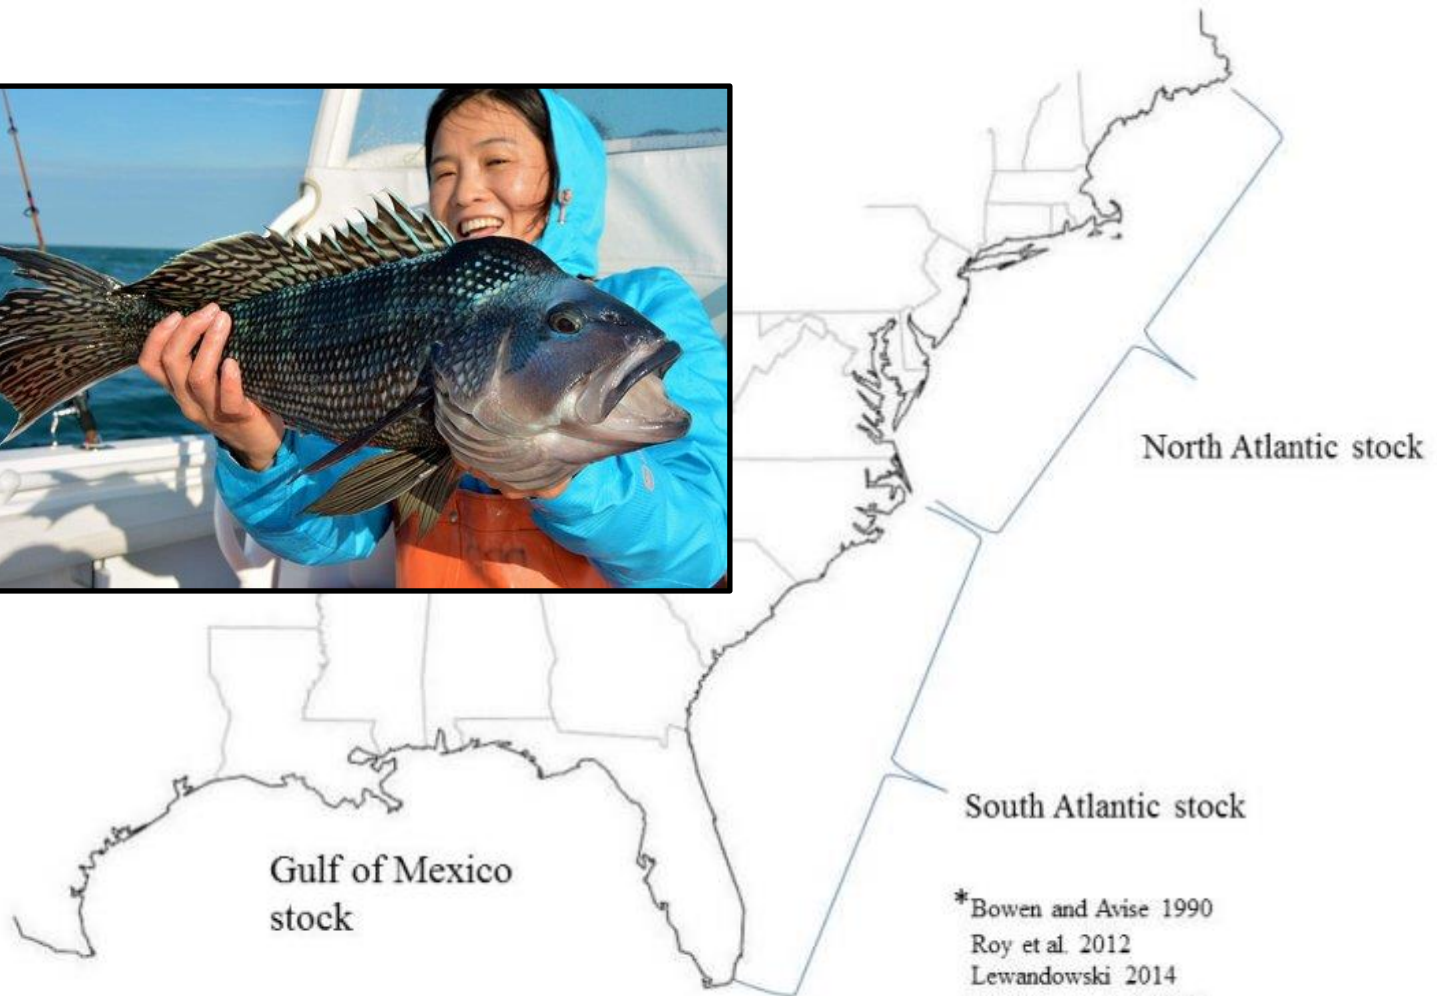 North Atlantic stock
South Atlantic stock
Gulf of Mexico
stock
*Bowen and Avise 1990
Roy et al. 2012
Lewandowski 2014